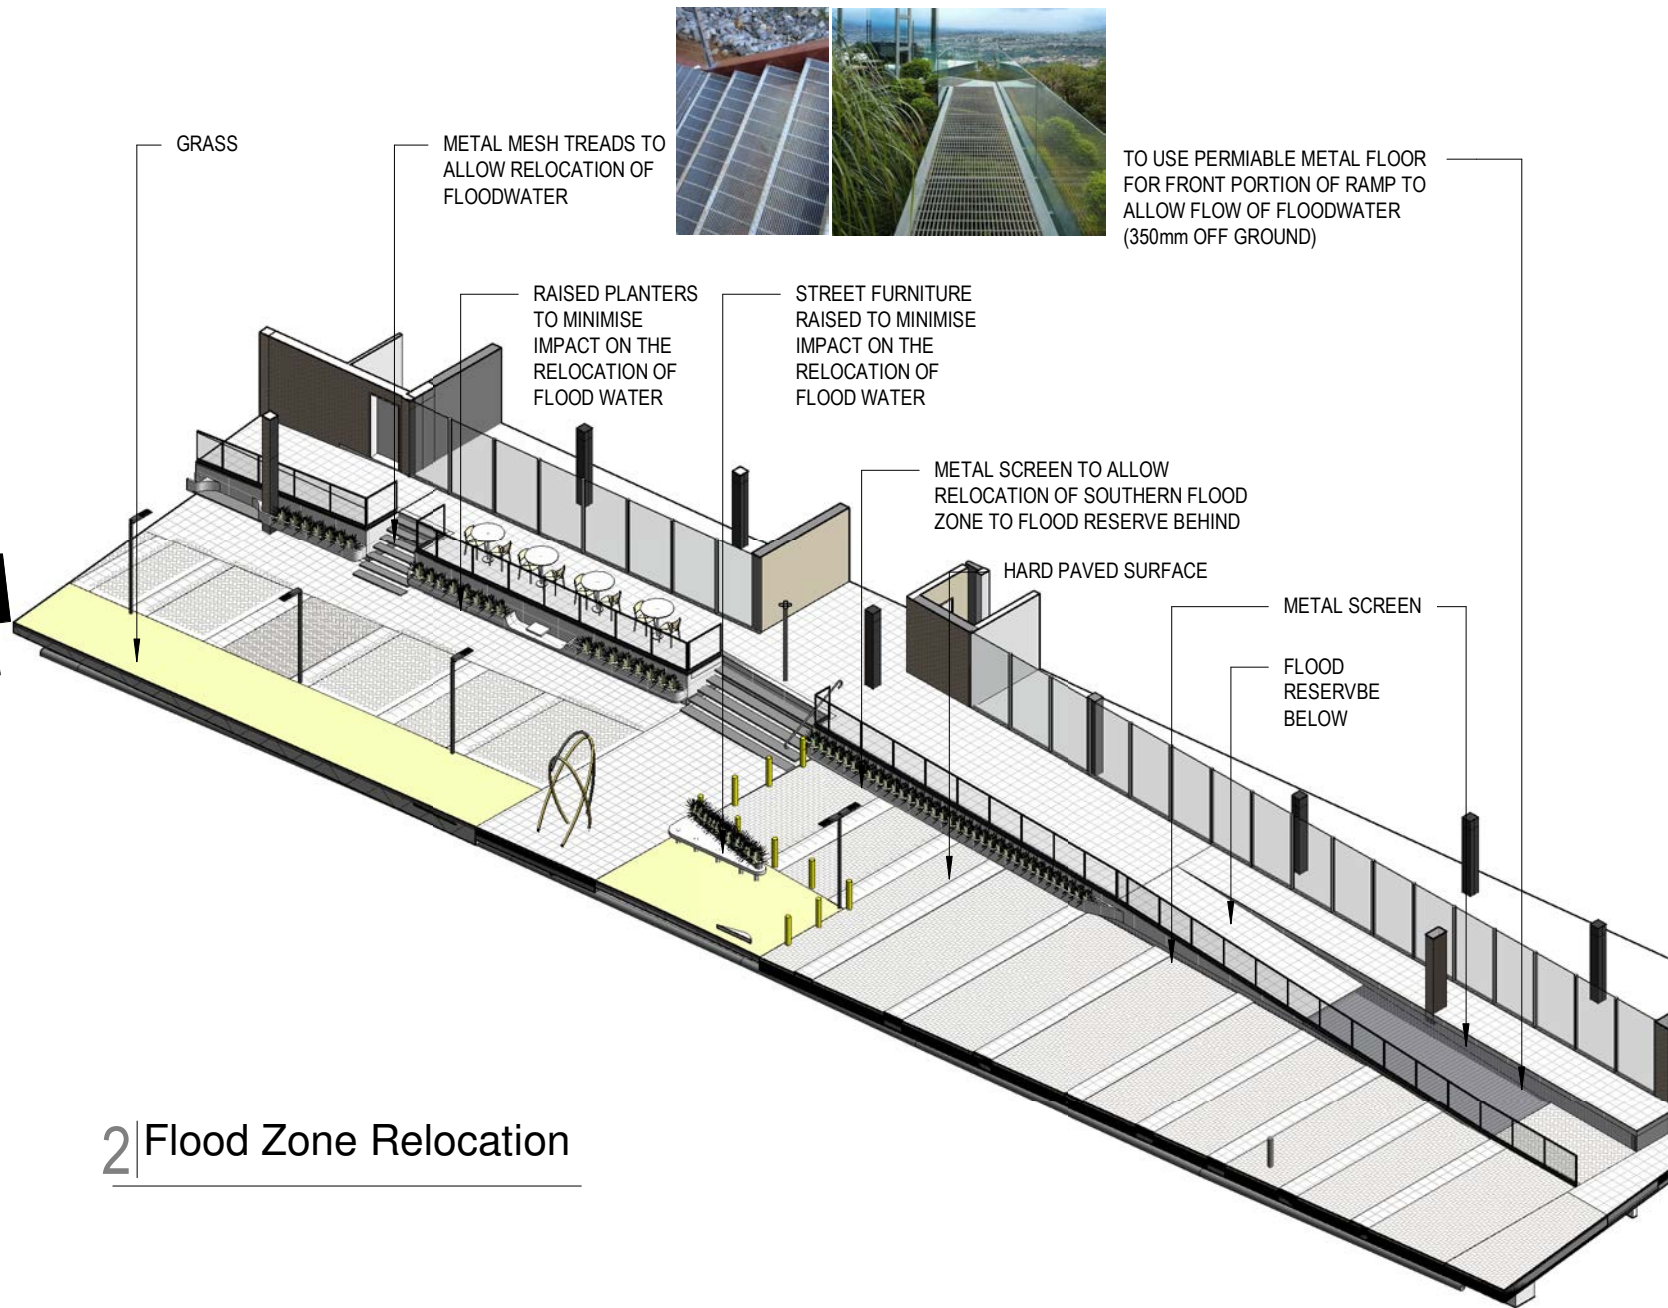 GRASS
METAL MESH TREADS TO
ALLOW RELOCATION OF
FLOODWATER
TO USE PERMIABLE METAL FLOOR
FOR FRONT PORTION OF RAMP TO
ALLOW FLOW OF FLOODWATER
(350mm OFF GROUND)
RAISED PLANTERS
TO MINIMISE
IMPACT ON THE
RELOCATION OF
FLOOD WATER
STREET FURNITURE
RAISED TO MINIMISE
IMPACT ON THE
RELOCATION OF
FLOOD WATER
METAL SCREEN TO ALLOW
RELOCATION OF SOUTHERN FLOOD
ZONE TO FLOOD RESERVE BEHIND
HARD PAVED SURFACE
METAL SCREEN
FLOOD
RESERVBE
BELOW
2 Flood Zone Relocation